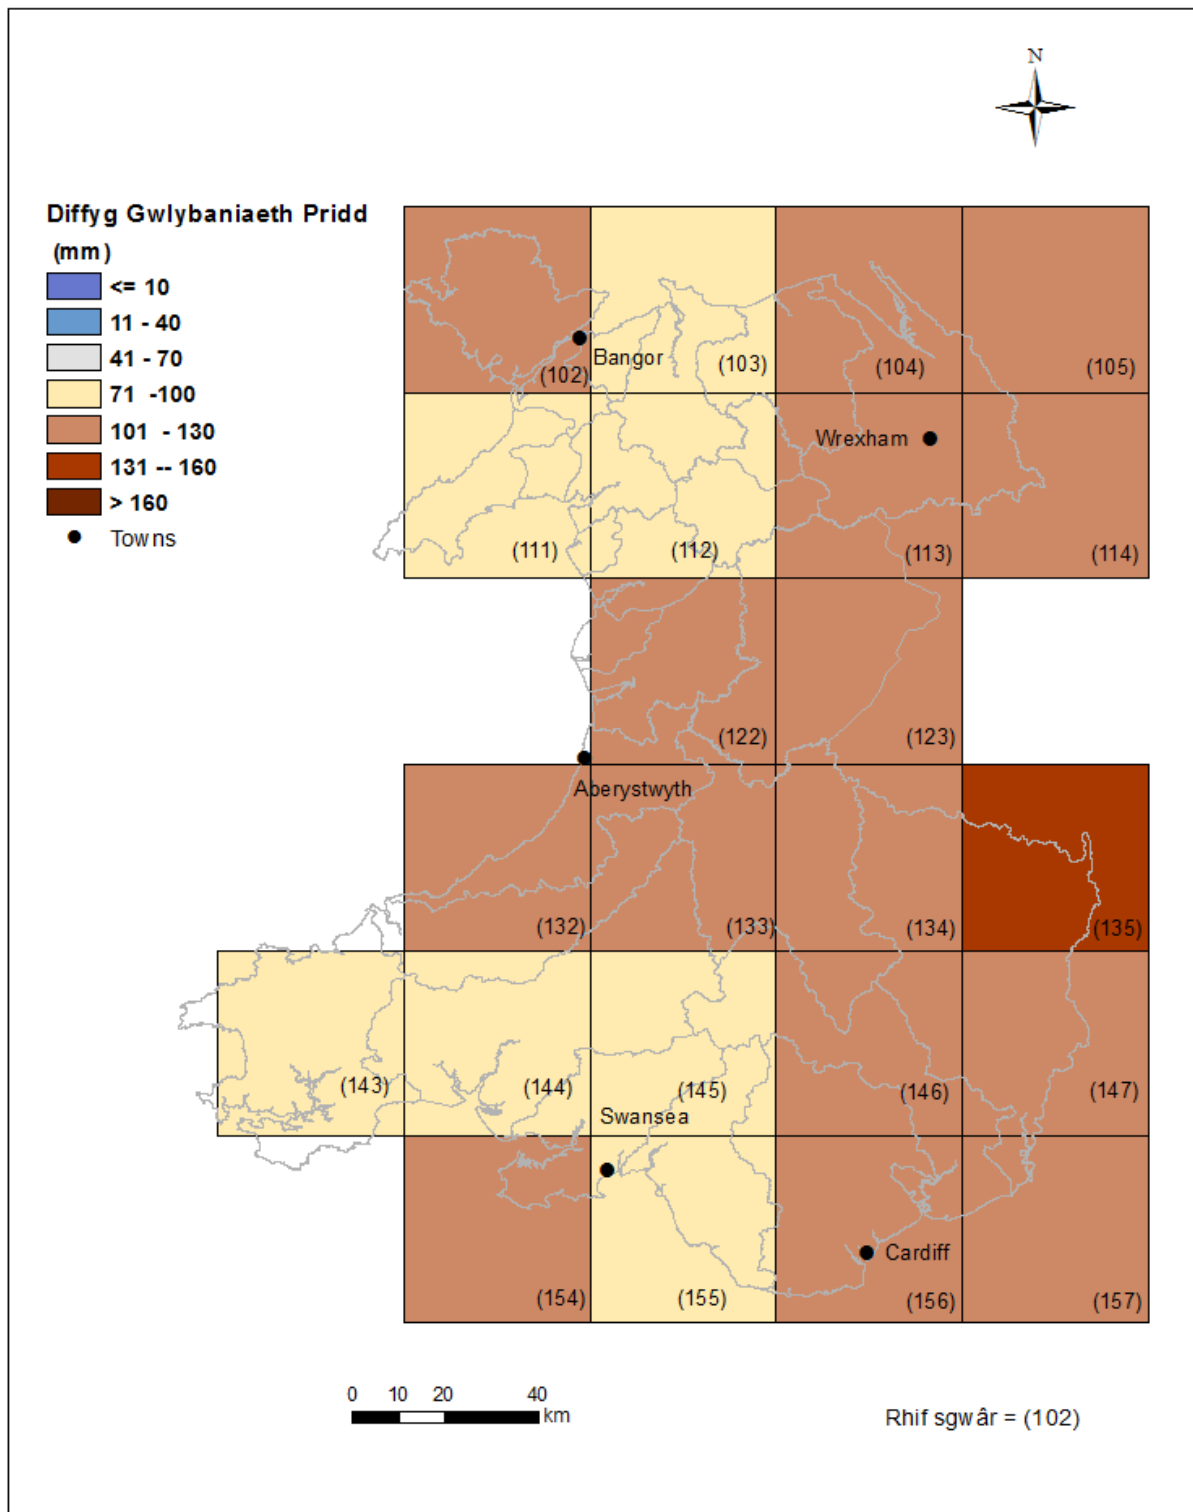 N
Diffyg Gwlybaniaeth Pridd
(mm)
<= 10
11 - 40
41 - 70
71 -100
101 - 130
131 -- 160
> 160
Towns
Bangor
(102)
(103)
(104)
(105)
Wrexham
(111)
(112)
(113)
(114)
(122)
(123)
Aberystwyth
(132)
(133)
(134)
(135)
(143)
(144)
(145)
(146)
(147)
Swansea
Cardiff
(154)
(155)
(156)
(157)
0 10 20 40
km
Rhif sgwâr = (102)